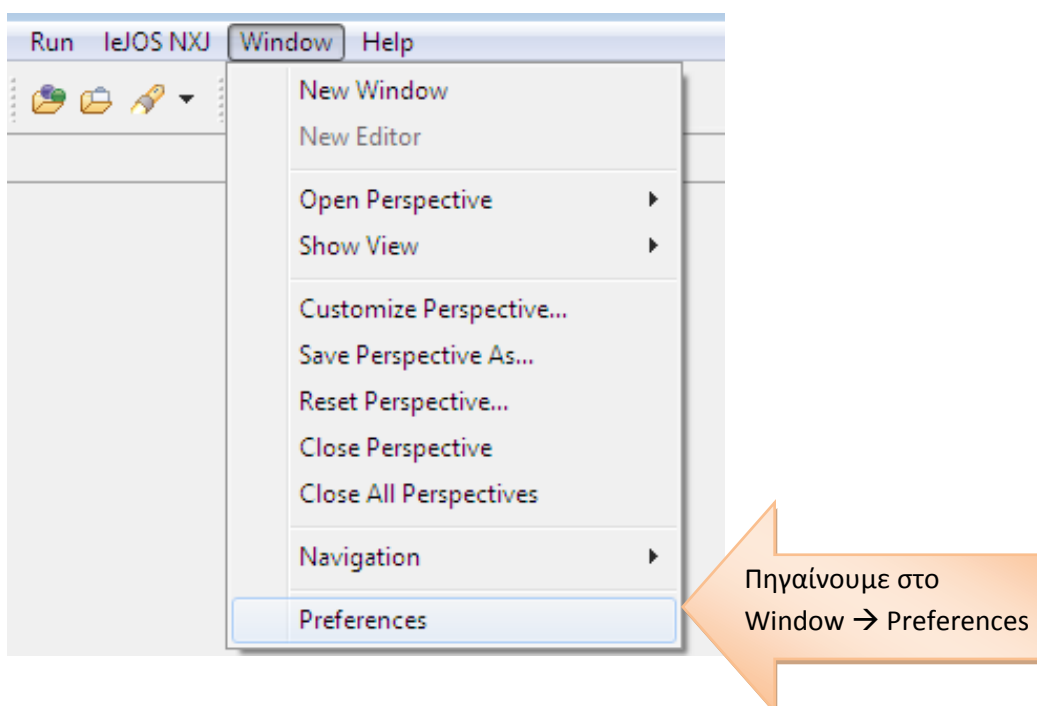 Run leJOS NXJ Window Help
New Window
New Editor
Open Perspective
Show View
Customize Perspective...
Save Perspective As...
Reset Perspective...
Close Perspective
Close All Perspectives
Navigation
Preferences
Πηγαίνουμε στο
Window → Preferences